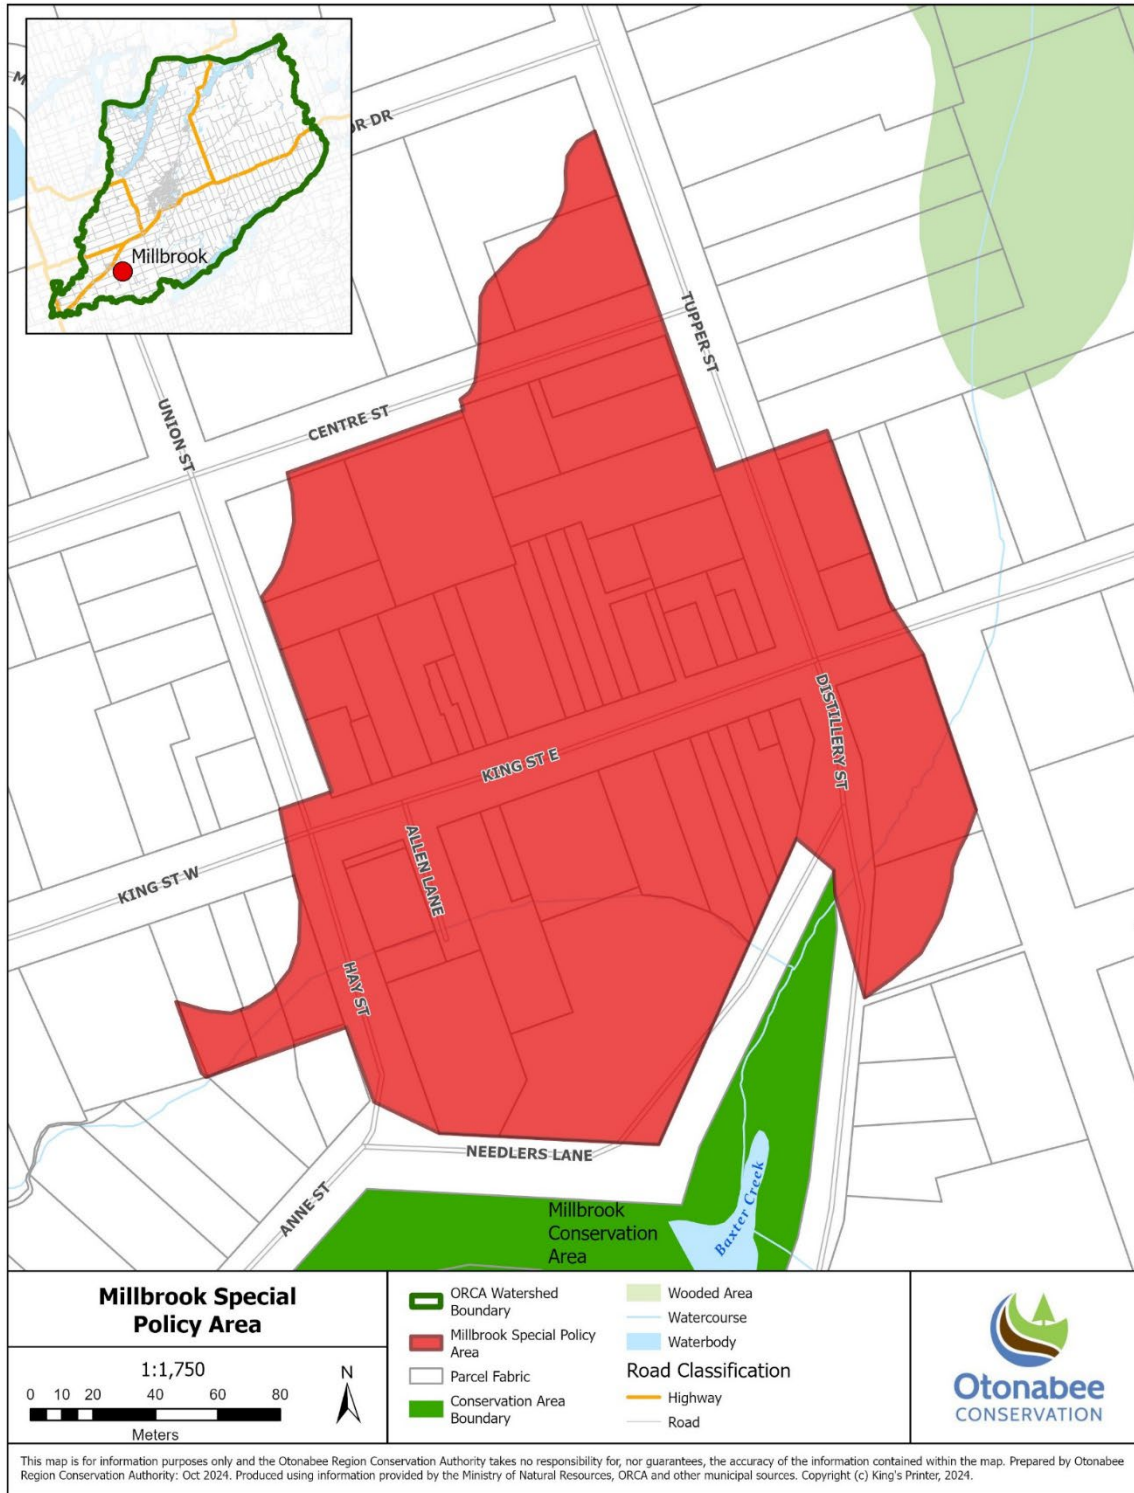 M
OR DR
Millbrook
TUPPER ST
UNION ST
CENTRE ST
KING ST E
DISTILLERY ST
ALLEN LANE
KING ST W
HAY ST
NEEDLERS LANE
ANNE ST
Millbrook
Conservation
Area
Baxter Creek
Millbrook Special
Policy Area
1:1,750
0 10 20 40 60 80
Meters
N
ORCA Watershed
Boundary
Millbrook Special Policy
Area
Parcel Fabric
Conservation Area
Boundary
Wooded Area
Watercourse
Waterbody
Road Classification
Highway
Road
Otonabee
CONSERVATION
This map is for information purposes only and the Otonabee Region Conservation Authority takes no responsibility for, nor guarantees, the accuracy of the information contained within the map. Prepared by Otonabee
Region Conservation Authority: Oct 2024. Produced using information provided by the Ministry of Natural Resources, ORCA and other municipal sources. Copyright (c) King's Printer, 2024.